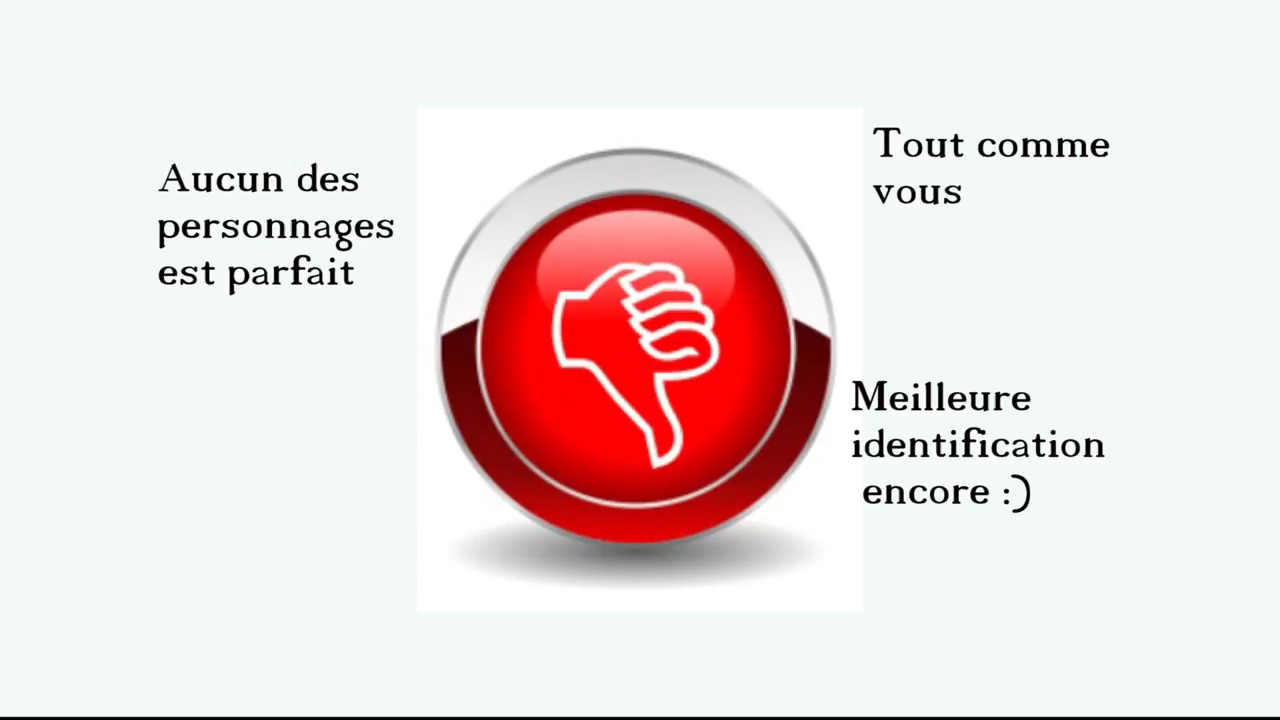 Aucun des
personnages
est parfait
Tout comme
vous
Meilleure
identification
encore :)